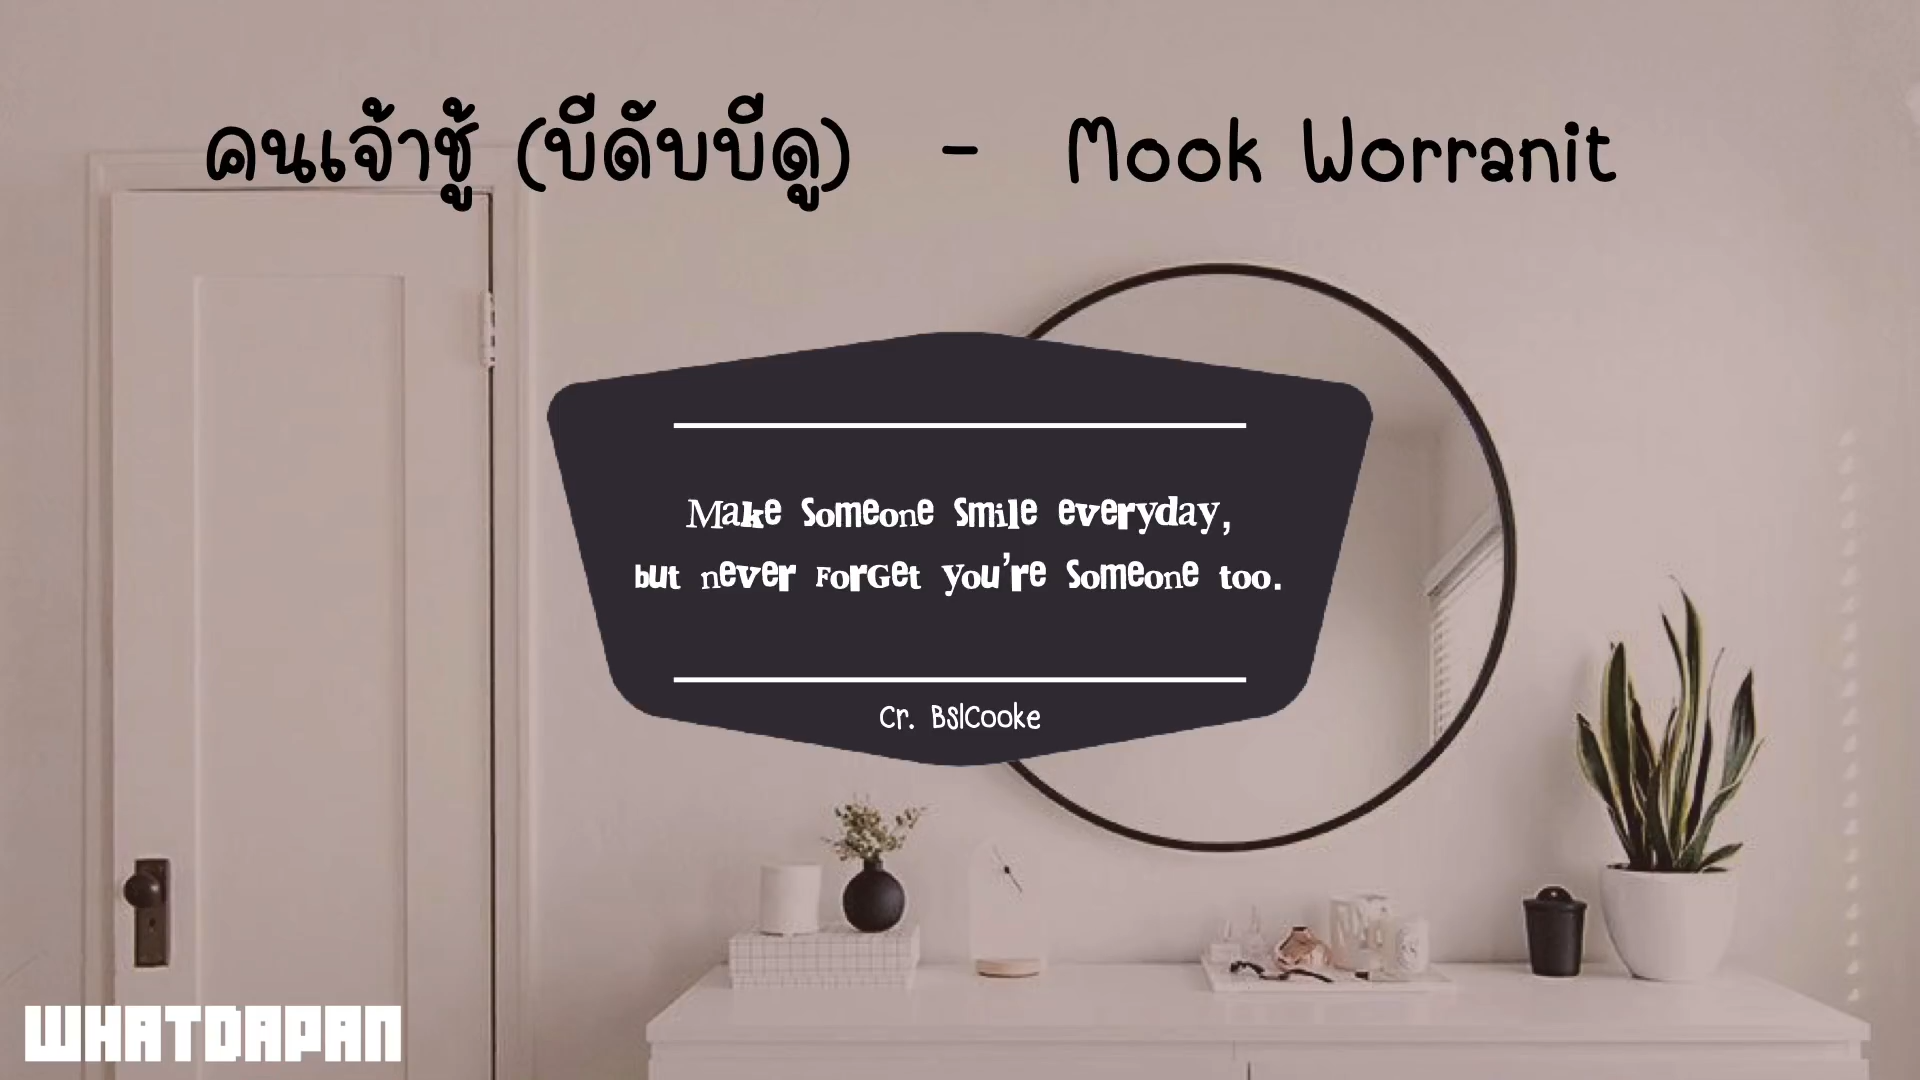 คนเจ้าชู้ (บีดับบีดู) - Mook Worranit
Make Someone Smile everyday,
but never ForGet you're Someone too.
Cr. BslCooke
WHATDAPAN